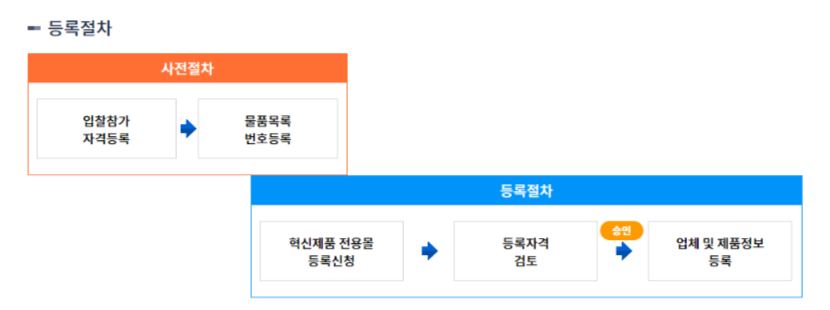 등록절차
사전절차
입찰참가
자격등록
물품목록
번호등록
등록절차
혁신제품 전용몰
등록신청
등록자격
검토
승인
업체 및 제품정보
등록